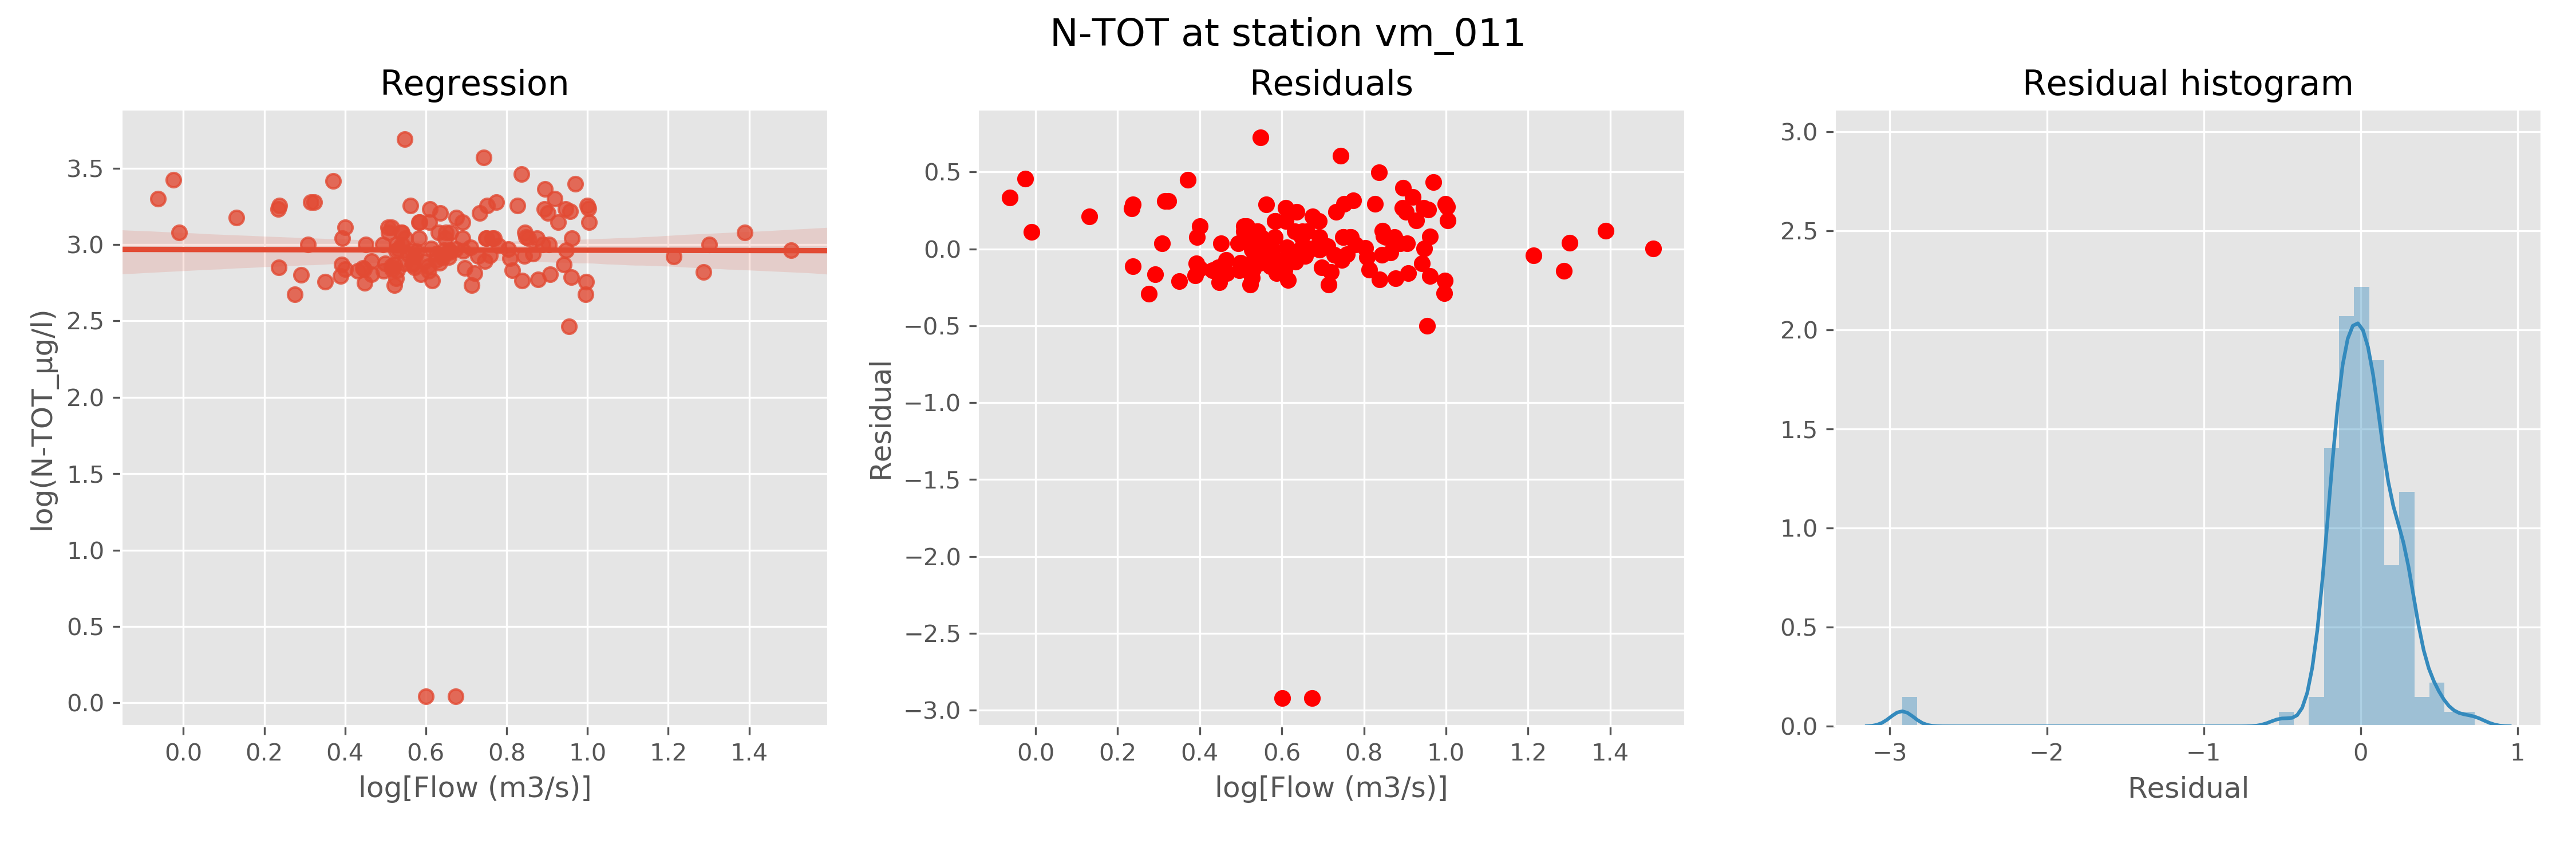 N-TOT at station vm_011
Regression
3.5
3.0
2.5
2.0
1.5
1.0
0.5
0.0
log(N-TOT_µg/l)
0.0 0.2 0.4 0.6 0.8 1.0 1.2 1.4
log[Flow (m3/s)]
Residuals
0.5
0.0
−0.5
−1.0
−1.5
−2.0
−2.5
−3.0
Residual
0.0 0.2 0.4 0.6 0.8 1.0 1.2 1.4
log[Flow (m3/s)]
Residual histogram
3.0
2.5
2.0
1.5
1.0
0.5
0.0
−3 −2 −1 0 1
Residual